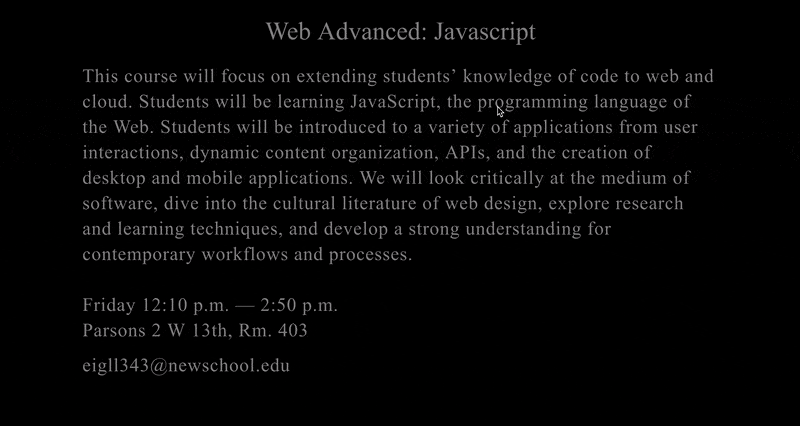 Web Advanced: Javascript
This course will focus on extending students’ knowledge of code to web and
cloud. Students will be learning JavaScript, the programming language of
the Web. Students will be introduced to a variety of applications from user
interactions, dynamic content organization, APIs, and the creation of
desktop and mobile applications. We will look critically at the medium of
software, dive into the cultural literature of web design, explore research
and learning techniques, and develop a strong understanding for
contemporary workflows and processes.
Friday 12:10 p.m. — 2:50 p.m.
Parsons 2 W 13th, Rm. 403
eigll343@newschool.edu